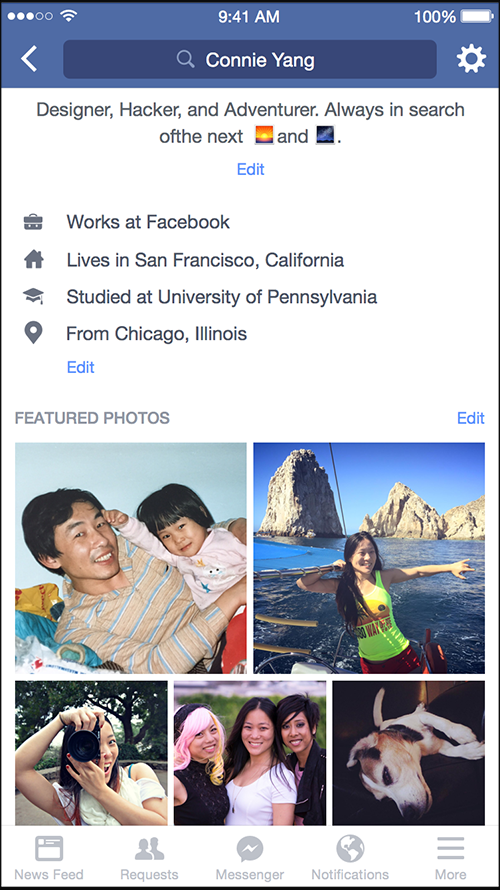 9:41 AM 100%
Connie Yang
Designer, Hacker, and Adventurer. Always in search
ofthe next 🌅 and 🌌.
Edit
Works at Facebook
Lives in San Francisco, California
Studied at University of Pennsylvania
From Chicago, Illinois
Edit
FEATURED PHOTOS Edit
WAY
News Feed Requests Messenger Notifications More